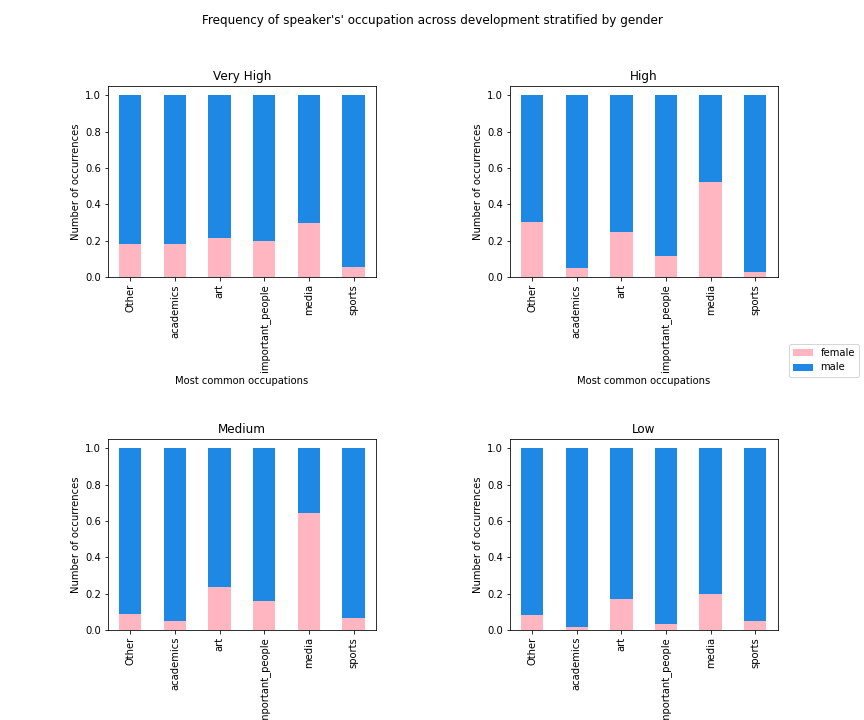 Frequency of speaker's' occupation across development stratified by gender
Very High
Number of occurrences
1.0
0.8
0.6
0.4
0.2
0.0
Other
academics
art
important_people
media
sports
Most common occupations
High
Number of occurrences
1.0
0.8
0.6
0.4
0.2
0.0
Other
academics
art
important_people
media
sports
Most common occupations
female
male
Medium
Number of occurrences
1.0
0.8
0.6
0.4
0.2
0.0
Other
academics
art
mportant_people
media
sports
Low
Number of occurrences
1.0
0.8
0.6
0.4
0.2
0.0
Other
academics
art
mportant_people
media
sports